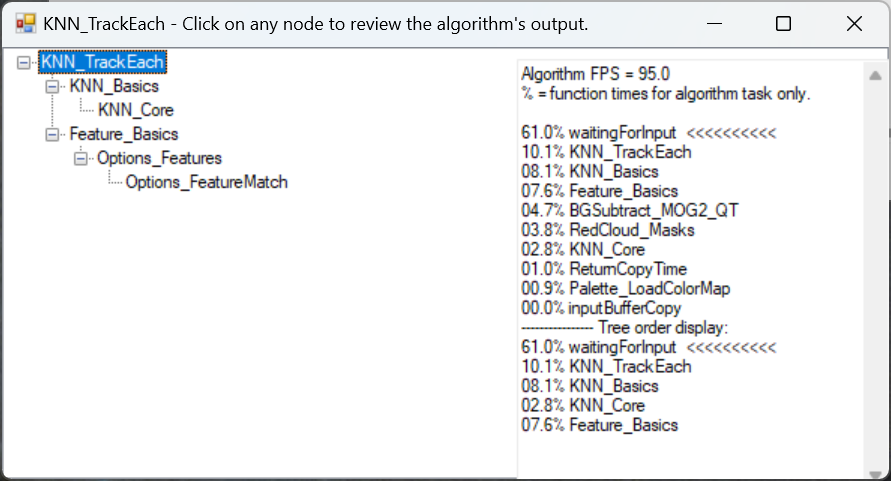 KNN_TrackEach - Click on any node to review the algorithm's output.
KNN_TrackEach
KNN_Basics
KNN_Core
Feature_Basics
Options_Features
Options_FeatureMatch
Algorithm FPS = 95.0
% = function times for algorithm task only.
61.0% waitingForInput <<<<<<<<<<
10.1% KNN_TrackEach
08.1% KNN_Basics
07.6% Feature_Basics
04.7% BGSubtract_MOG2_QT
03.8% RedCloud_Masks
02.8% KNN_Core
01.0% ReturnCopyTime
00.9% Palette_LoadColorMap
00.0% inputBufferCopy
---------------- Tree order display:
61.0% waitingForInput <<<<<<<<<<
10.1% KNN_TrackEach
08.1% KNN_Basics
02.8% KNN_Core
07.6% Feature_Basics